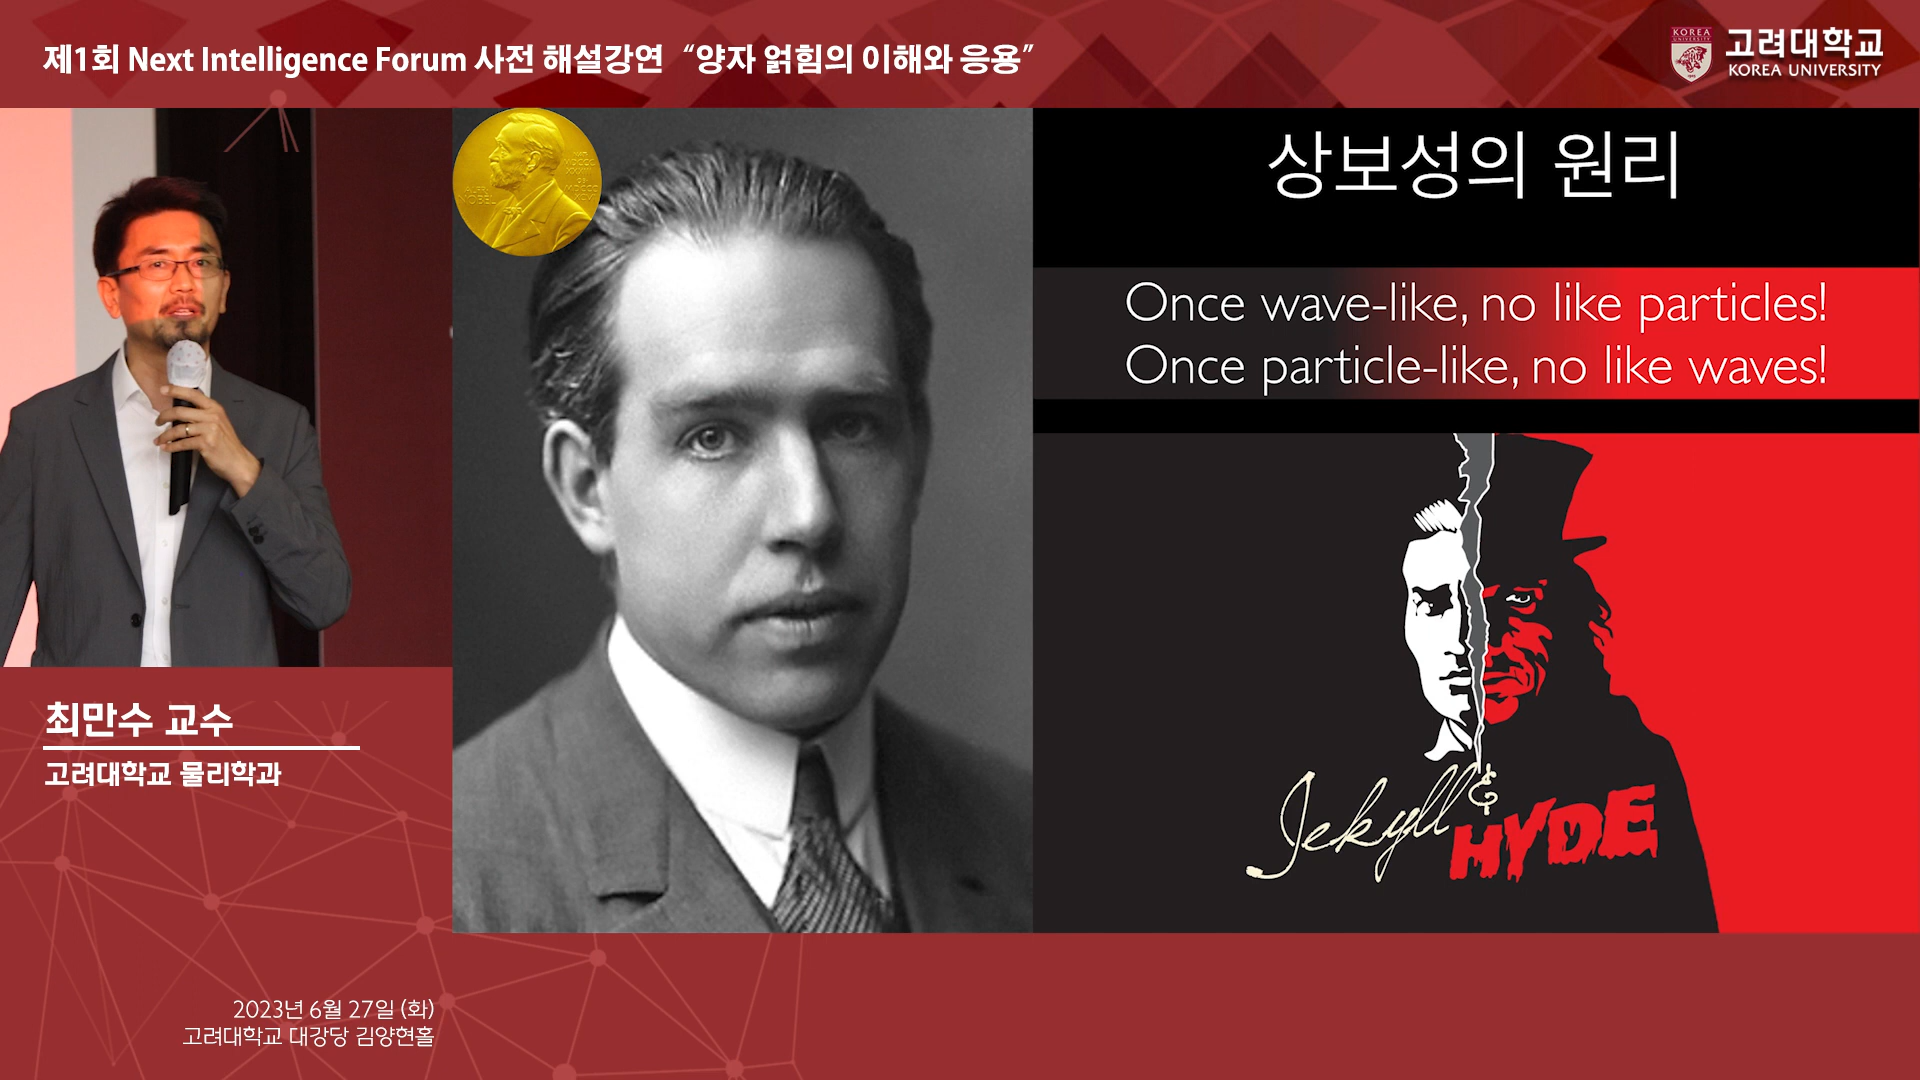 제1회 Next Intelligence Forum 사전 해설강연 “양자 얽힘의 이해와 응용”
KOREA
UNIVERSITY
고려대학교
KOREA UNIVERSITY
상보성의 원리
Once wave-like, no like particles!
Once particle-like, no like waves!
Jekyll &
HYDE
최만수 교수
고려대학교 물리학과
2023년 6월 27일 (화)
고려대학교 대강당 김양현홀